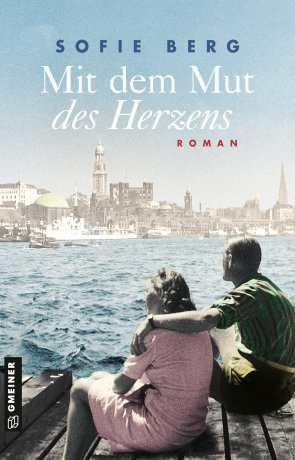 SOFIE BERG
Mit dem Mut
des Herzens
ROMAN
GMEINER